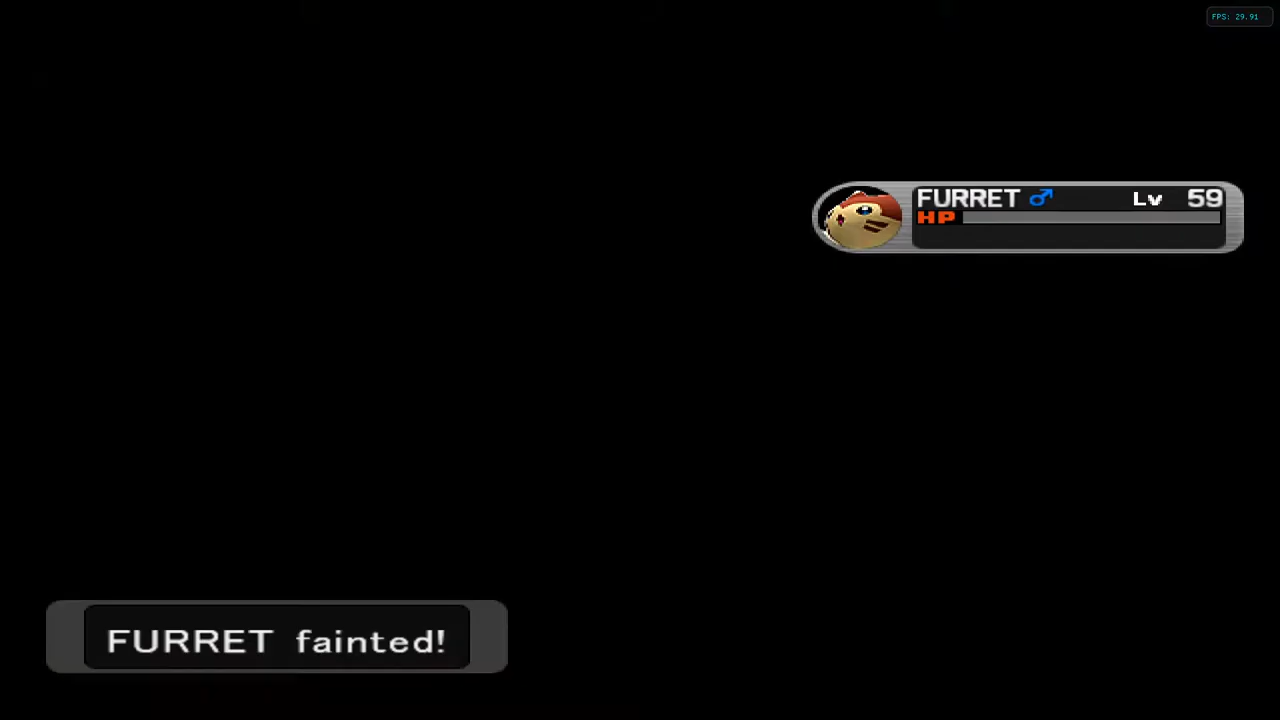 FPS: 29.91
FURRET ♂ Lv 59
HP
FURRET fainted!